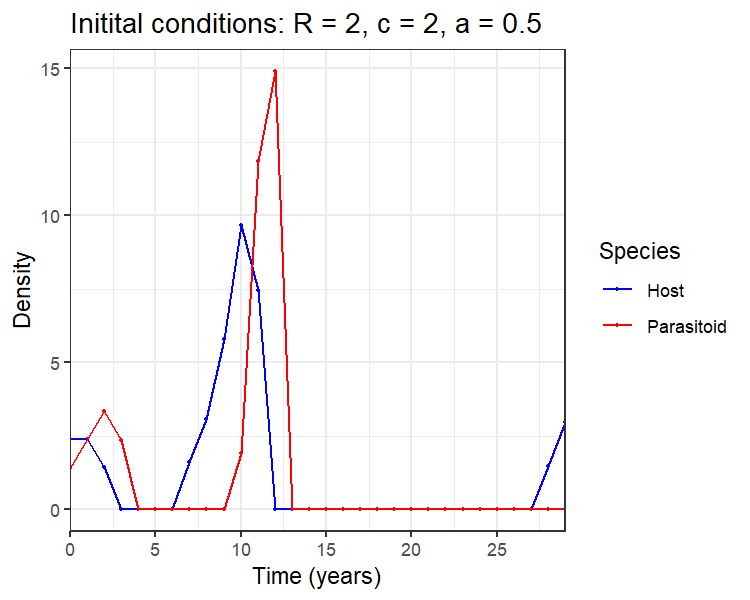 Initital conditions: R = 2, c = 2, a = 0.5
15
10
5
0
Density
0 5 10 15 20 25
Time (years)
Species
Host
Parasitoid